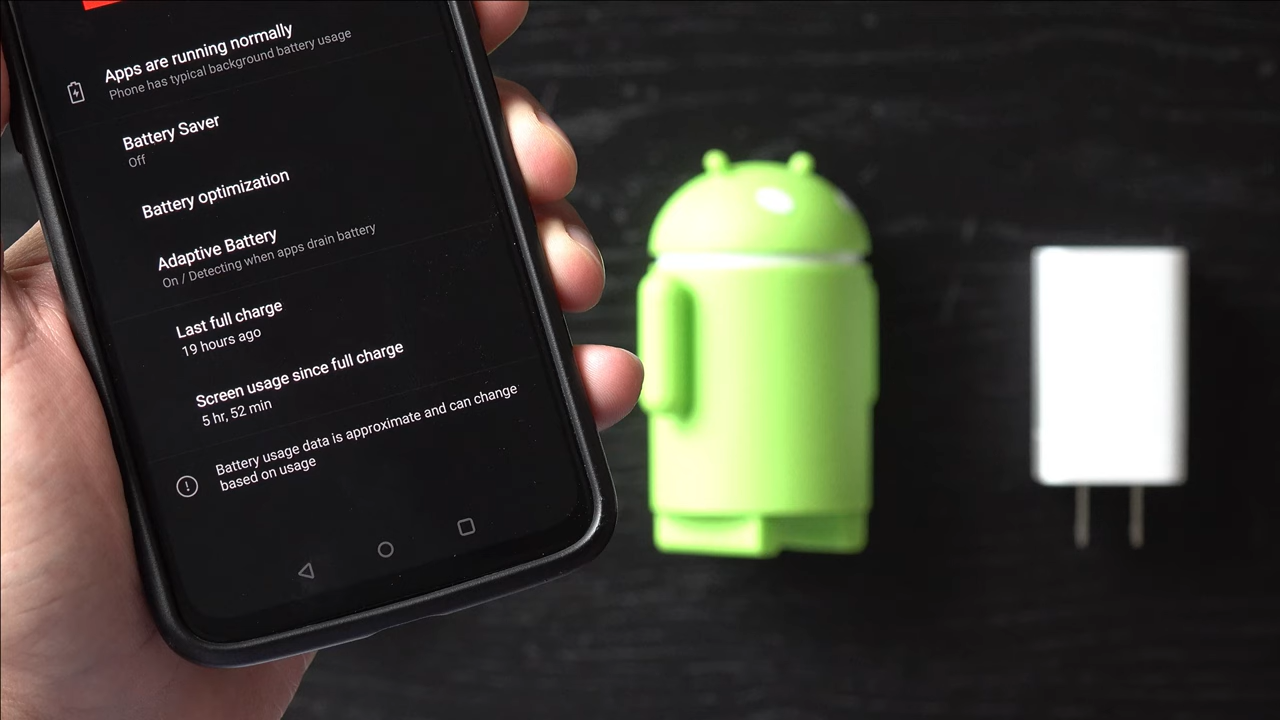 Apps are running normally
Phone has typical background battery usage
Battery Saver
Off
Battery optimization
Adaptive Battery
On / Detecting when apps drain battery
Last full charge
19 hours ago
Screen usage since full charge
5 hr, 52 min
Battery usage data is approximate and can change
based on usage